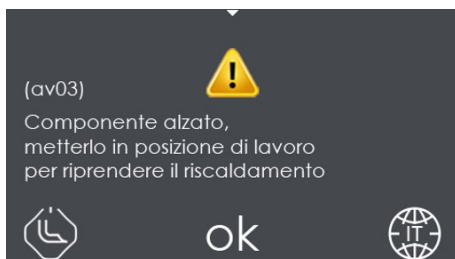 (av03)
Componente alzato,
metterlo in posizione di lavoro
per riprendere il riscaldamento
ok
IT